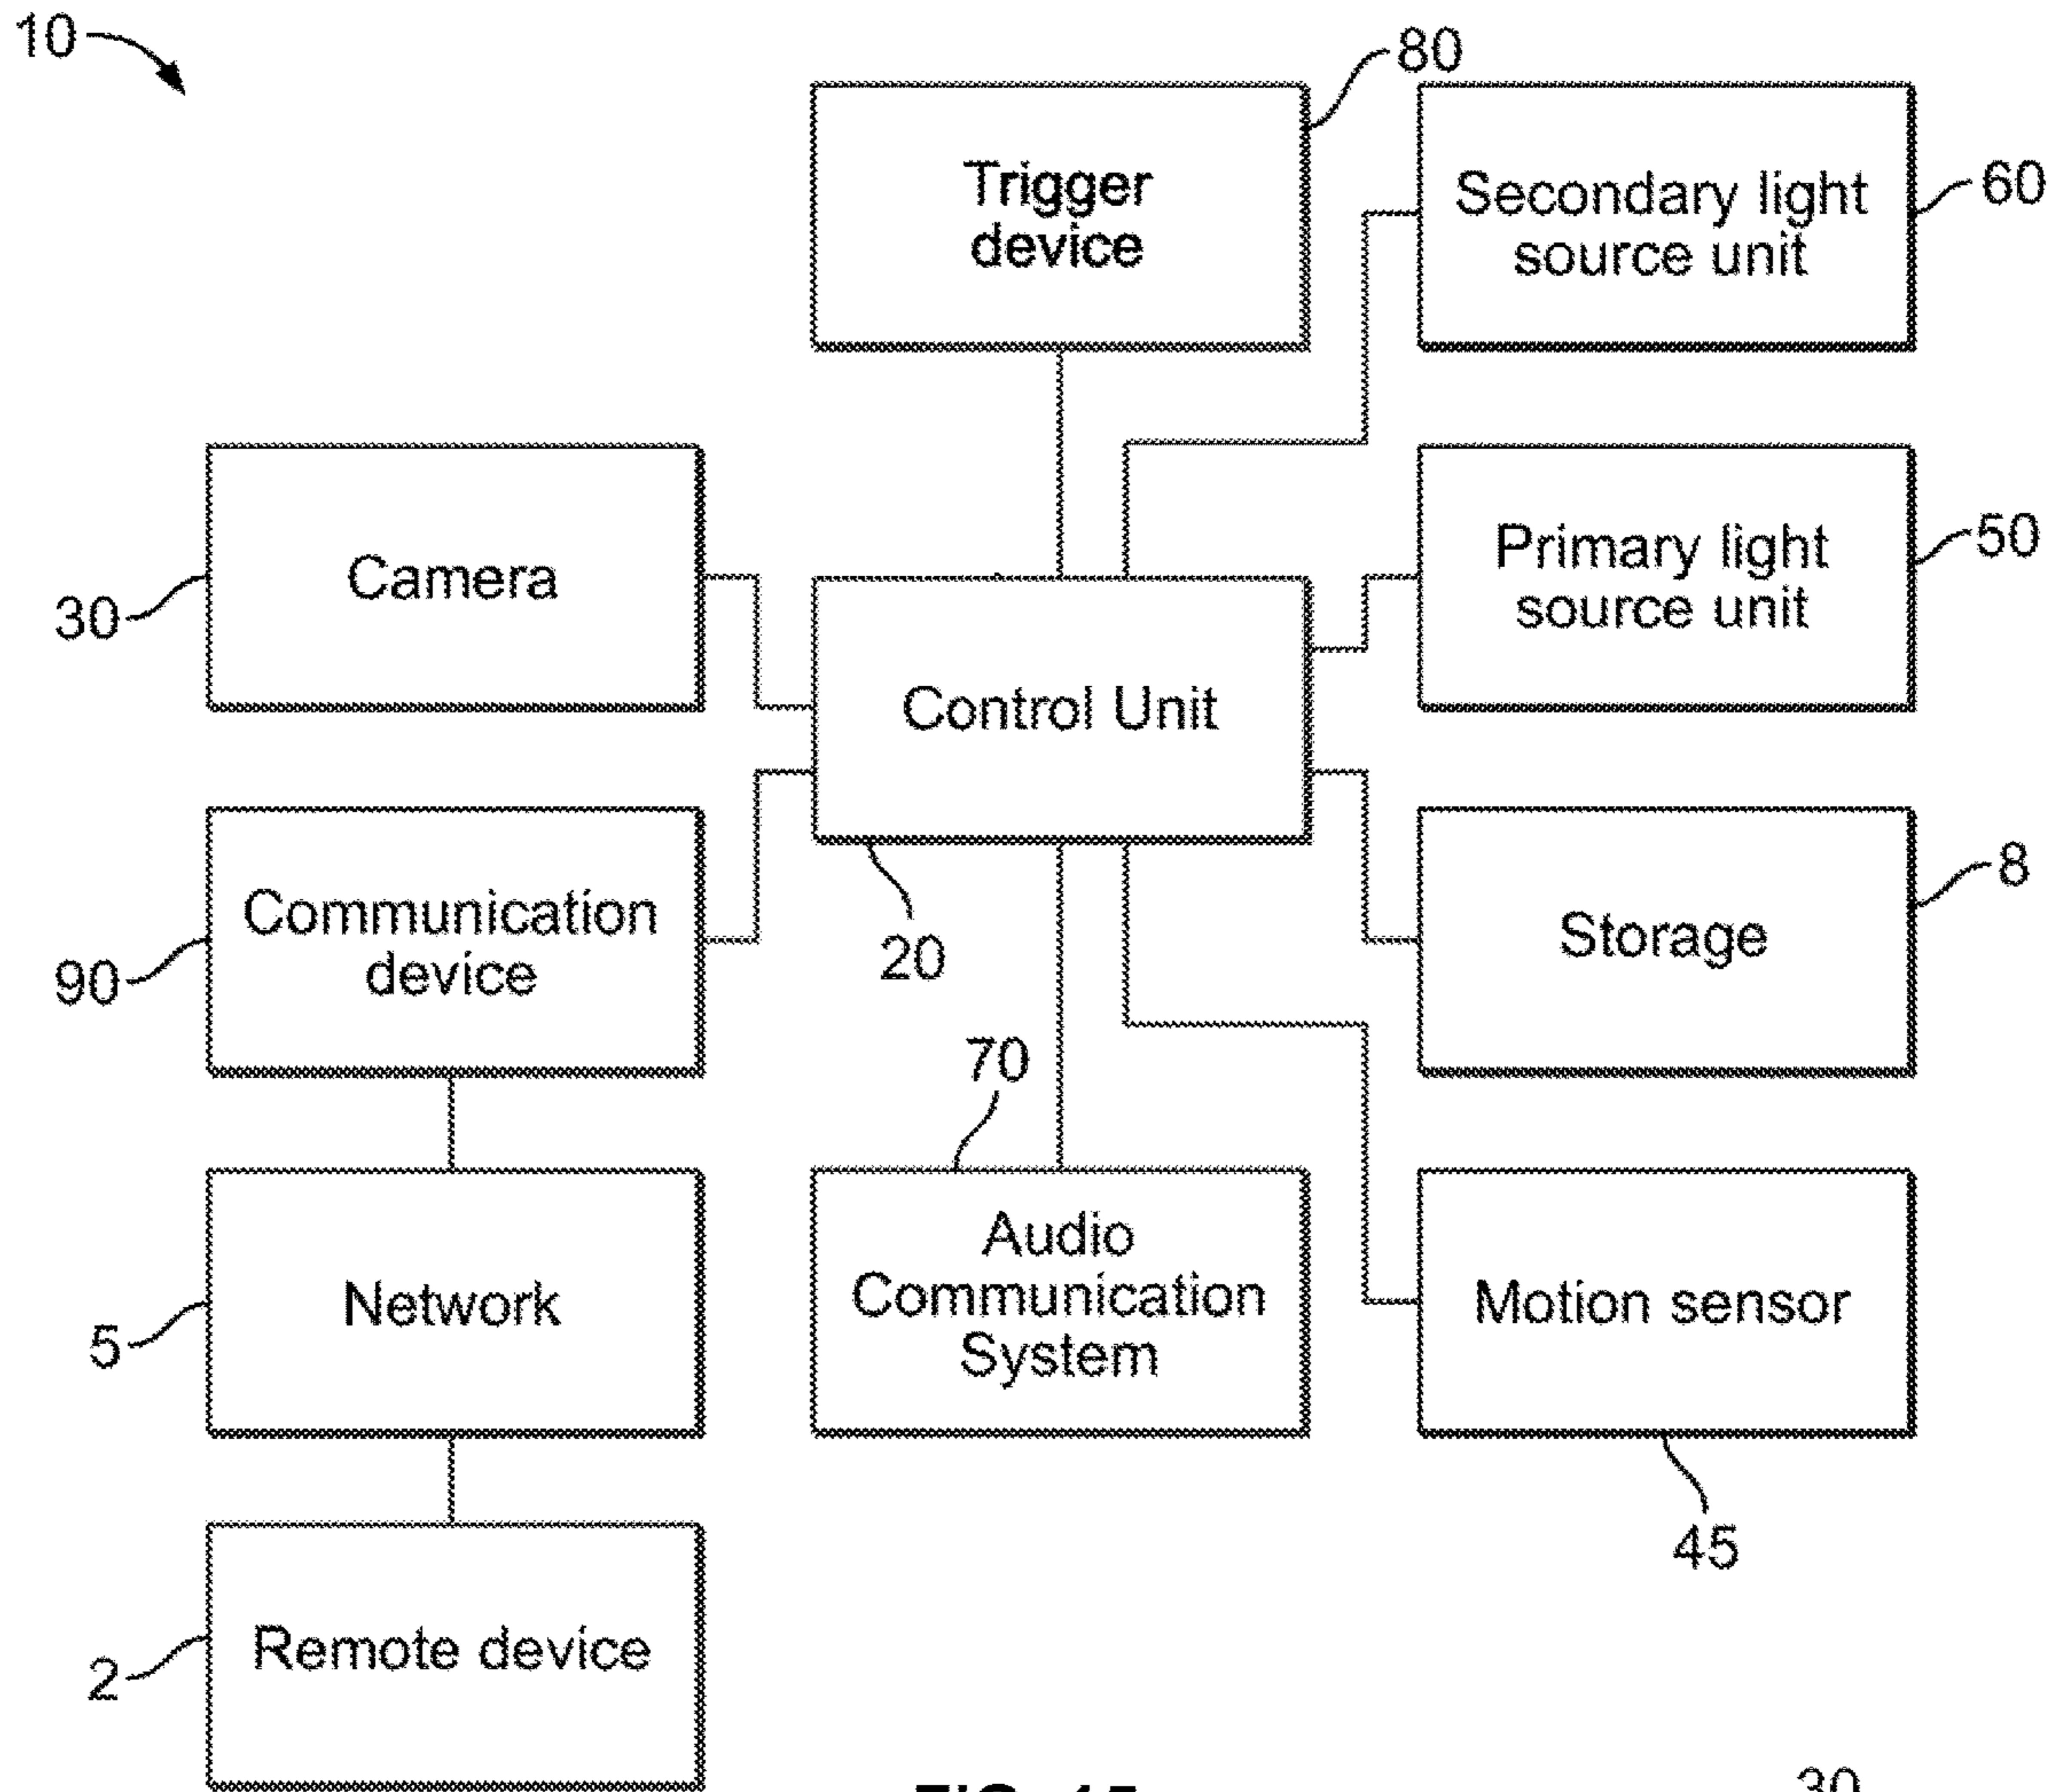 10
80
Trigger
device
Secondary light
source unit
60
Camera
30
Primary light
source unit
50
Control Unit
20
Communication
device
90
Storage
8
70
Network
5
Audio
Communication
System
Motion sensor
45
Remote device
2